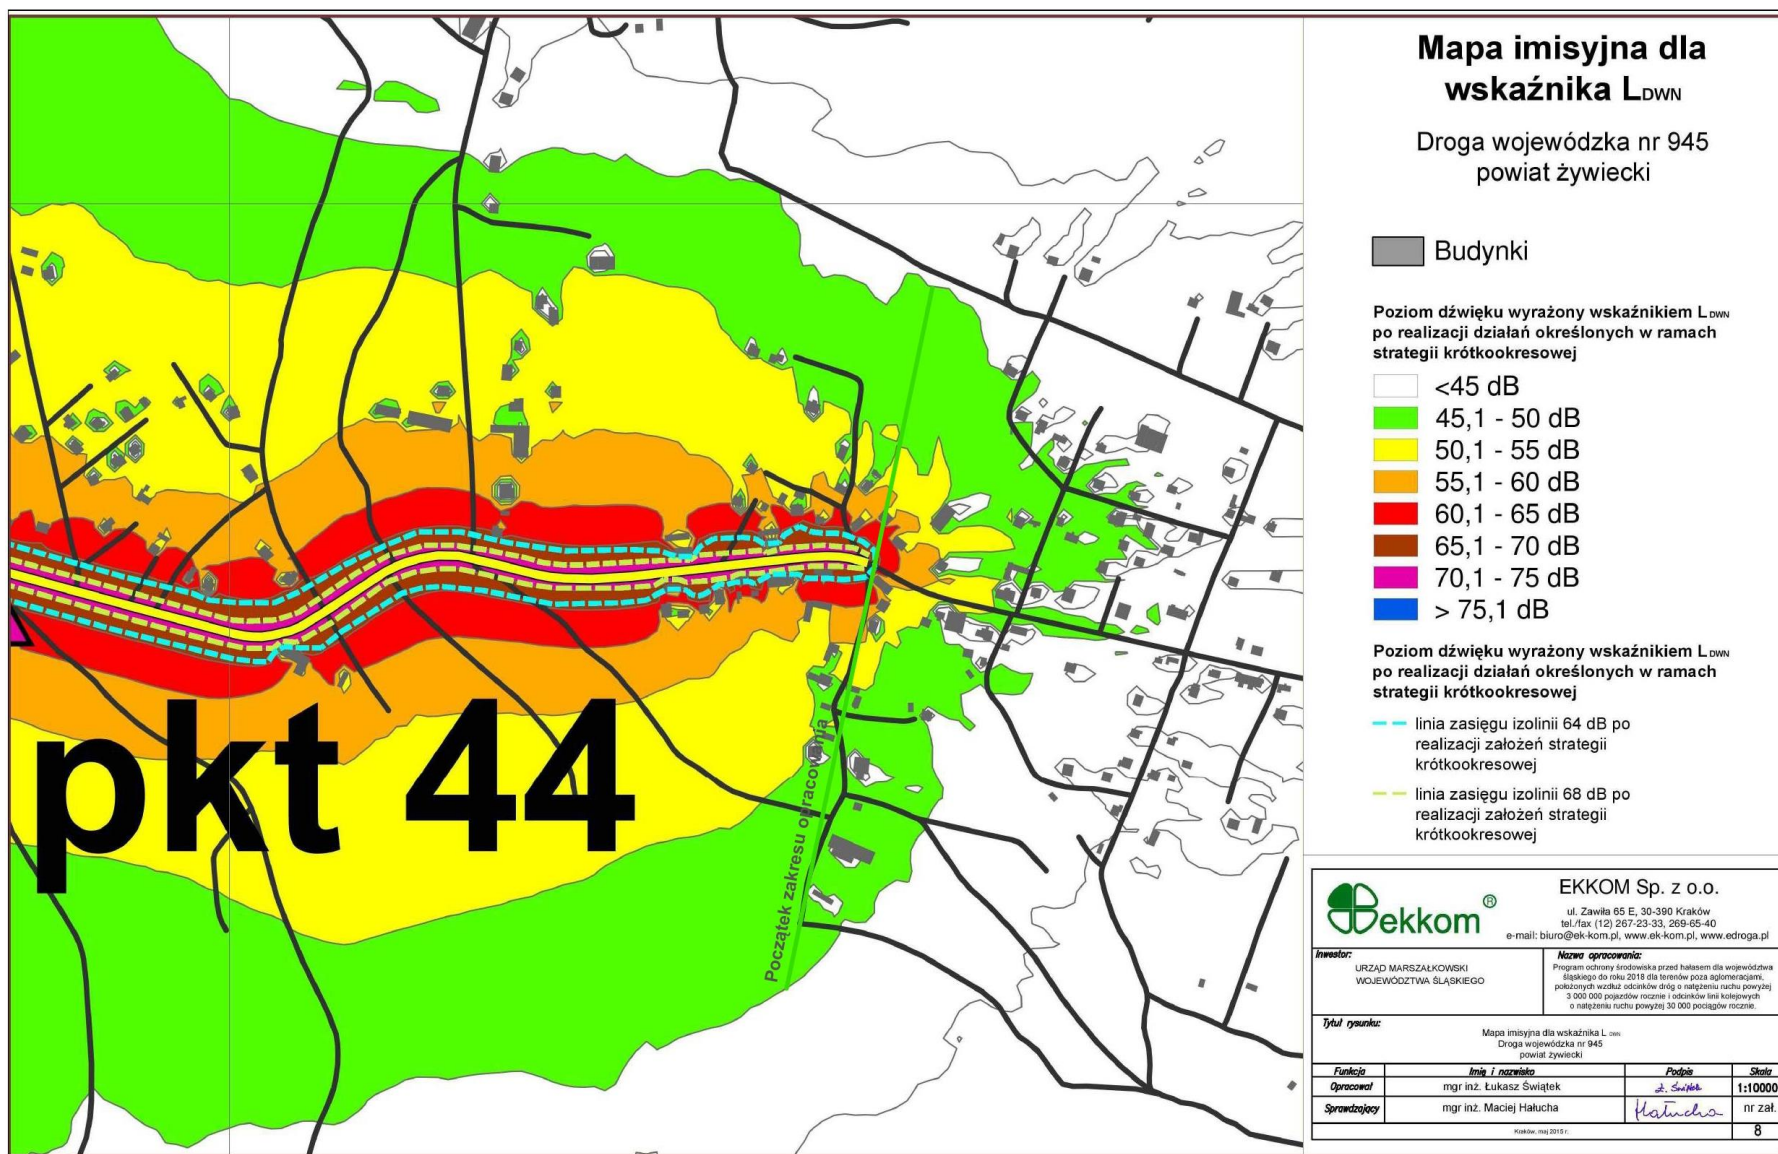 Mapa imisyjna dla
wskaźnika LDWN
Droga wojewódzka nr 945
powiat żywiecki
Budynki
Poziom dźwięku wyrażony wskaźnikiem LDWN
po realizacji działań określonych w ramach
strategii krótkookresowej
<45 dB
45,1 - 50 dB
50,1 - 55 dB
55,1 - 60 dB
60,1 - 65 dB
65,1 - 70 dB
70,1 - 75 dB
> 75,1 dB
Poziom dźwięku wyrażony wskaźnikiem LDWN
po realizacji działań określonych w ramach
strategii krótkookresowej
linia zasięgu izolinii 64 dB po
realizacji założeń strategii
krótkookresowej
linia zasięgu izolinii 68 dB po
realizacji założeń strategii
krótkookresowej
pkt 44
Początek zakresu opracowania
ekkom®
EKKOM Sp. z o.o.
ul. Zawiła 65 E, 30-390 Kraków
tel./fax (12) 267-23-33, 269-65-40
e-mail: biuro@ek-kom.pl, www.ek-kom.pl, www.edroga.pl
Inwestor:
URZĄD MARSZAŁKOWSKI
WOJEWÓDZTWA ŚLĄSKIEGO
Nazwa opracowania:
Program ochrony środowiska przed hałasem dla województwa
śląskiego do roku 2018 dla terenów poza aglomeracjami,
położonych wzdłuż odcinków dróg o natężeniu ruchu powyżej
3 000 000 pojazdów rocznie i odcinków linii kolejowych
o natężeniu ruchu powyżej 30 000 pociągów rocznie.
Tytuł rysunku:
Mapa imisyjna dla wskaźnika L DWN
Droga wojewódzka nr 945
powiat żywiecki
Funkcja Imię i nazwisko Podpis Skala
Opracował mgr inż. Łukasz Świątek Ł. Świątek 1:10000
Sprawdzający mgr inż. Maciej Hałucha Hałucha nr zał.
Kraków, maj 2015 r. 8